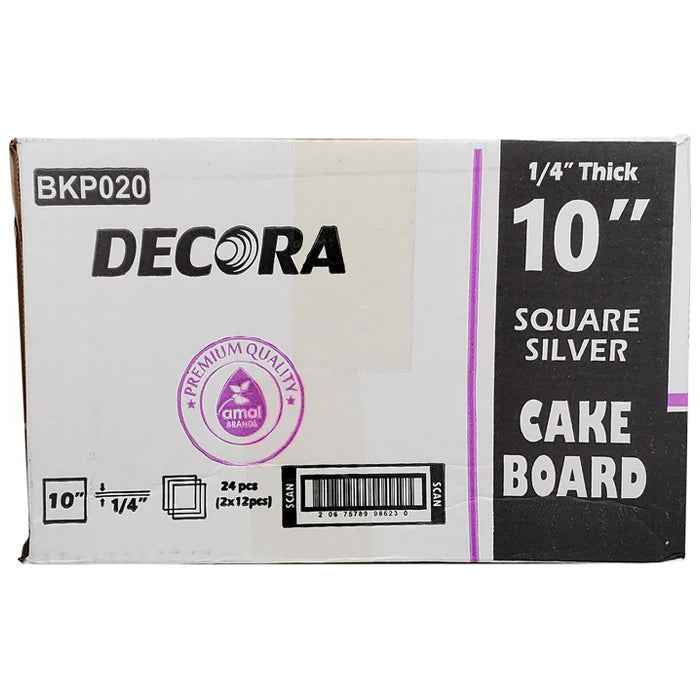 BKP020
DECORA
PREMIUM QUALITY
amal
BRANDS
10”
1/4”
24 pcs
(2x12pcs)
SCAN
2 06 75789 98623 0
SCAN
1/4” Thick
10”
SQUARE
SILVER
CAKE
BOARD